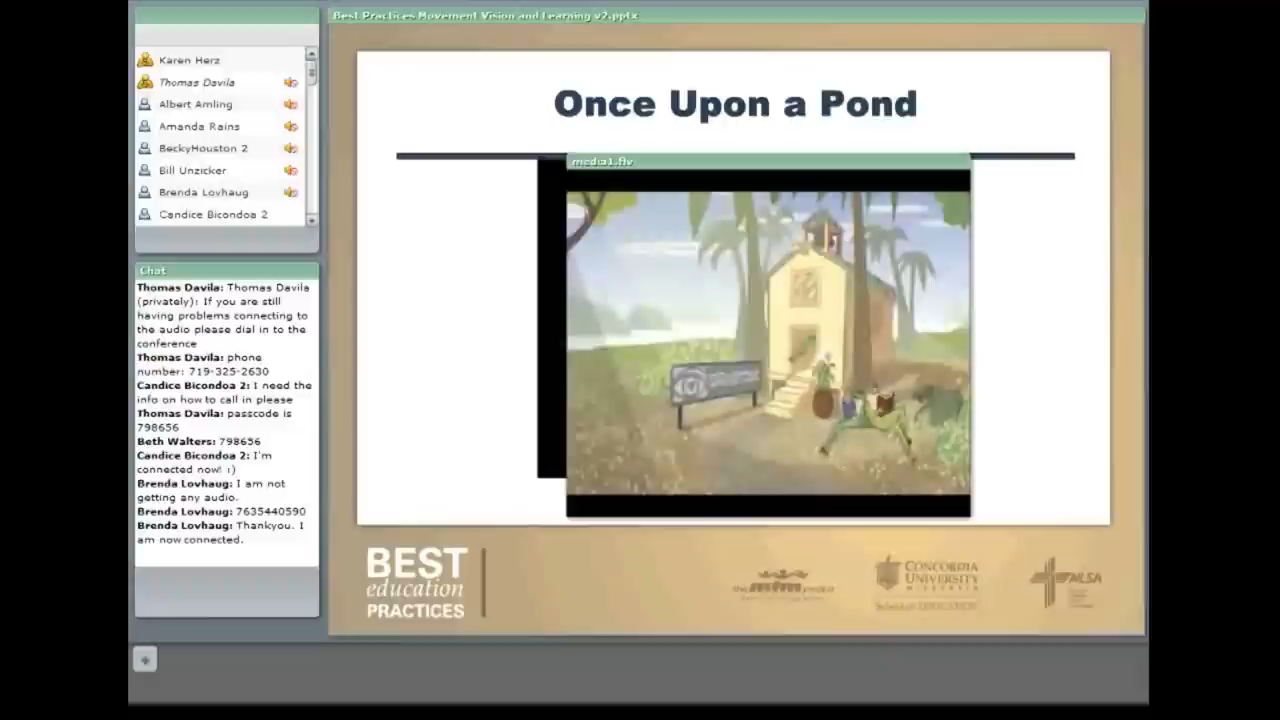 Best Practices Movement Vision and Learning v2.pptx
Karen Herz
Thomas Davila
Albert Amling
Amanda Rains
BeckyHouston 2
Bill Unzicker
Brenda Lovhaug
Candice Bicondoa 2
Chat
Thomas Davila: Thomas Davila
(privately): If you are still
having problems connecting to
the audio please dial in to the
conference
Thomas Davila: phone
number: 719-325-2630
Candice Bicondoa 2: I need the
info on how to call in please
Thomas Davila: passcode is
798656
Beth Walters: 798656
Candice Bicondoa 2: I'm
connected now! :)
Brenda Lovhaug: I am not
getting any audio.
Brenda Lovhaug: 7635440590
Brenda Lovhaug: Thankyou. I
am now connected.
Once Upon a Pond
media1.flv
BEST
education
PRACTICES
CONCORDIA
UNIVERSITY
MLSA